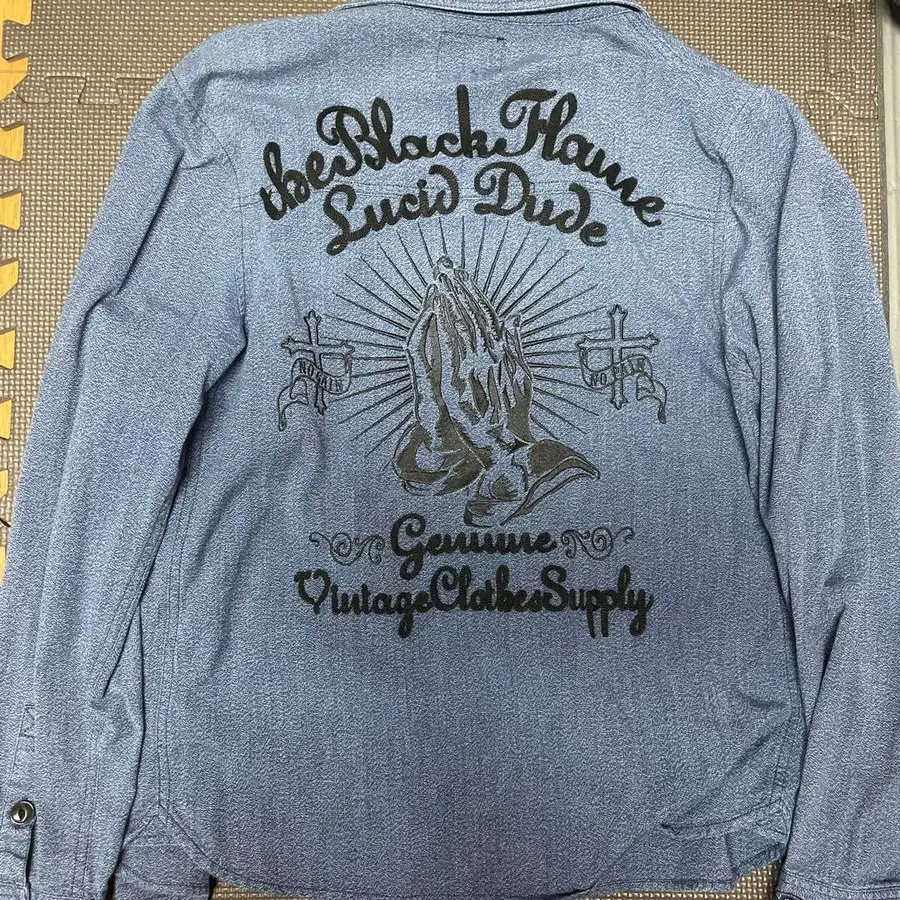 the Black Flame
Lucid Dude
NO PAIN
NO PAIN
Genuine
Vintage Clothes Supply